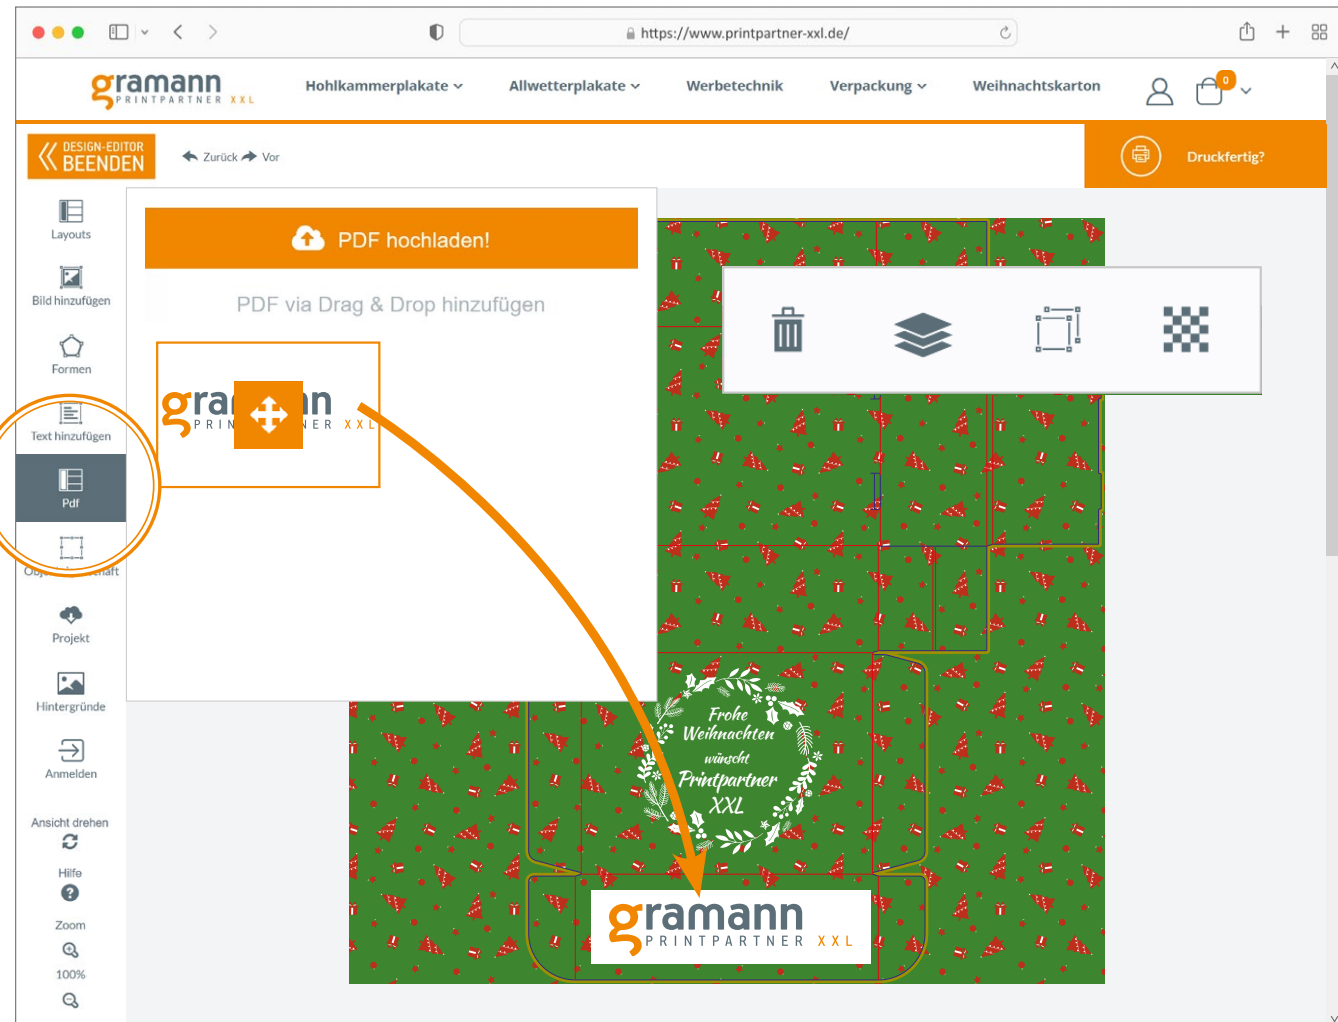 https://www.printpartner-xxl.de/
gramann
PRINTPARTNER XXL
Hohlkammerplakate
Allwetterplakate
Werbetechnik
Verpackung
Weihnachtskarton
0
DESIGN-EDITOR
BEENDEN
Zurück
Vor
Druckfertig?
Layouts
Bild hinzufügen
Formen
Text hinzufügen
Pdf
Projekt
Hintergründe
Anmelden
Ansicht drehen
Hilfe
Zoom
100%
PDF hochladen!
PDF via Drag & Drop hinzufügen
Frohe
Weihnachten
wünscht
Printpartner
XXL
gramann
PRINTPARTNER XXL